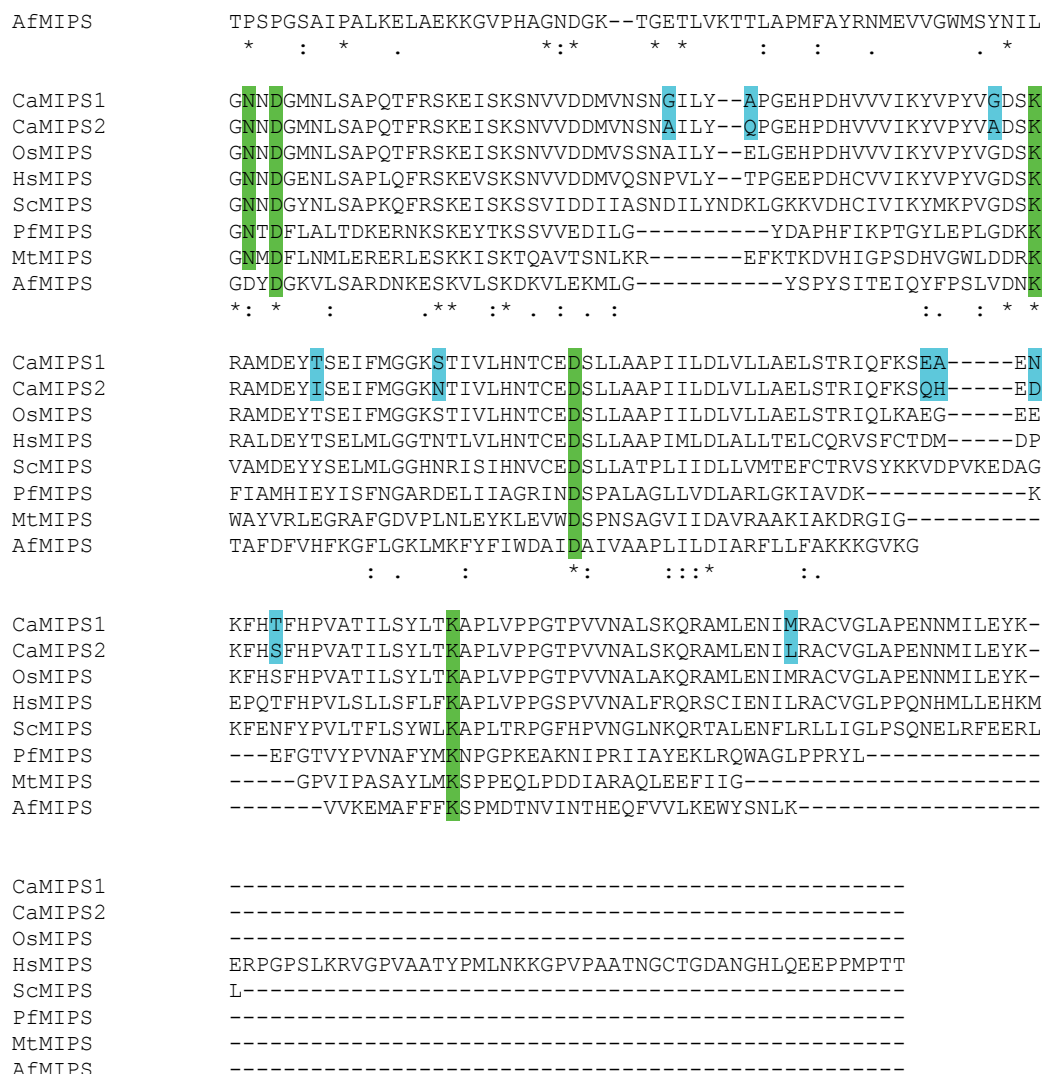 AfMIPS TPSPGSAIPALKELAEKKGVPHAGNDGK--TGETLVKTTLAPMFAYRNMEVVGWMSYNIL
* : * . *:* * * : : . . *
CaMIPS1 GNNDGMNLSAPQTFRSKEISKSNVVDDMVNSNGILY--APGEHPDHVVVIKYVPYVGDSK
CaMIPS2 GNNDGMNLSAPQTFRSKEISKSNVVDDMVNSNAILY--QPGEHPDHVVVIKYVPYVADSK
OsMIPS GNNDGMNLSAPQTFRSKEISKSNVVDDMVSSNAILY--ELGEHPDHVVVIKYVPYVGDSK
HsMIPS GNNDGENLSAPLQFRSKEVSKSNVVDDMVQSNPVLY--TPGEEPDHCVVIKYVPYVGDSK
ScMIPS GNNDGYNLSAPKQFRSKEISKSSVIDDIIASNDILYNDKLGKKVDHCIVIKYMKPVGDSK
PfMIPS GNTDFLALTDKERNKSKEYTKSSVVEDILG----------YDAPHFIKPTGYLEPLGDKK
MtMIPS GNMDFLNMLERERLESKKISKTQAVTSNLKR-------EFKTKDVHIGPSDHVGWLDDRK
AfMIPS GDYDGKVLSARDNKESKVLSKDKVLEKMLG-----------YSPYSITEIQYFPSLVDNK
*: * : .** :* . : . : :. : * *
CaMIPS1 RAMDEYTSEIFMGGKSTIVLHNTCEDSLLAAPIILDLVLLAELSTRIQFKSEA-----EN
CaMIPS2 RAMDEYISEIFMGGKNTIVLHNTCEDSLLAAPIILDLVLLAELSTRIQFKSQH-----ED
OsMIPS RAMDEYTSEIFMGGKSTIVLHNTCEDSLLAAPIILDLVLLAELSTRIQLKAEG-----EE
HsMIPS RALDEYTSELMLGGTNTLVLHNTCEDSLLAAPIMLDLALLTELCQRVSFCTDM-----DP
ScMIPS VAMDEYYSELMLGGHNRISIHNVCEDSLLATPLIIDLLVMTEFCTRVSYKKVDPVKEDAG
PfMIPS FIAMHIEYISFNGARDELIIAGRINDSPALAGLLVDLARLGKIAVDK------------K
MtMIPS WAYVRLEGRAFGDVPLNLEYKLEVWDSPNSAGVIIDAVRAAKIAKDRGIG----------
AfMIPS TAFDFVHFKGFLGKLMKFYFIWDAIDAIVAAPLILDIARFLLFAKKKGVKG
: . : *: :::* :.
CaMIPS1 KFHTFHPVATILSYLTKAPLVPPGTPVVNALSKQRAMLENIMRACVGLAPENNMILEYK-
CaMIPS2 KFHSFHPVATILSYLTKAPLVPPGTPVVNALSKQRAMLENILRACVGLAPENNMILEYK-
OsMIPS KFHSFHPVATILSYLTKAPLVPPGTPVVNALAKQRAMLENIMRACVGLAPENNMILEYK-
HsMIPS EPQTFHPVLSLLSFLFKAPLVPPGSPVVNALFRQRSCIENILRACVGLPPQNHMLLEHKM
ScMIPS KFENFYPVLTFLSYWLKAPLTRPGFHPVNGLNKQRTALENFLRLLIGLPSQNELRFEERL
PfMIPS ---EFGTVYPVNAFYMKNPGPKEAKNIPRIIAYEKLRQWAGLPPRYL-------------
MtMIPS -----GPVIPASAYLMKSPPEQLPDDIARAQLEEFIIG----------------------
AfMIPS -------VVKEMAFFFKSPMDTNVINTHEQFVVLKEWYSNLK------------------
CaMIPS1 --------------------------------------------------
CaMIPS2 --------------------------------------------------
OsMIPS --------------------------------------------------
HsMIPS ERPGPSLKRVGPVAATYPMLNKKGPVPAATNGCTGDANGHLQEEPPMPTT
ScMIPS L-------------------------------------------------
PfMIPS --------------------------------------------------
MtMIPS --------------------------------------------------
AfMIPS --------------------------------------------------